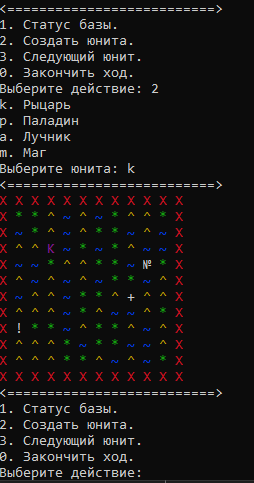 <==========================>
1. Статус базы.
2. Создать юнита.
3. Следующий юнит.
0. Закончить ход.
Выберите действие: 2
k. Рыцарь
p. Паладин
a. Лучник
m. Маг
Выберите юнита: k
<==========================>
X X X X X X X X X X X X
X * * ^ ~ ^ ~ * ^ ^ * X
X ~ * ^ ~ ^ * * ~ ^ ~ X
X ^ ^ K ~ * ~ * ^ ~ ~ X
X ~ ~ * ^ ^ * * ~ № * X
X ^ ~ ^ ~ ^ ~ * * ~ ^ X
X ~ ^ ^ ~ * * ^ + ^ ^ X
X ^ ^ ^ ~ * ^ ~ ~ ^ * X
X ! * * ~ ^ * ^ ^ ~ ^ X
X ^ ^ ^ * ~ * * ~ ~ ^ X
X ^ ^ ^ * * ^ ~ ^ ~ * X
X X X X X X X X X X X X
<==========================>
1. Статус базы.
2. Создать юнита.
3. Следующий юнит.
0. Закончить ход.
Выберите действие: